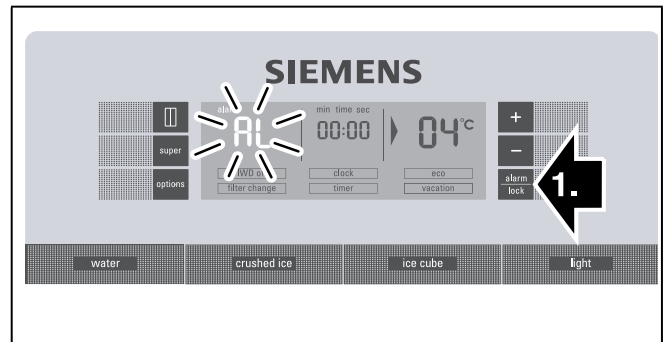 SIEMENS
alarm
min time sec
AL
00:00
04°C
+
super
−
options
alarm
lock
1.
clock
eco
filter change
timer
vacation
water
crushed ice
ice cube
light